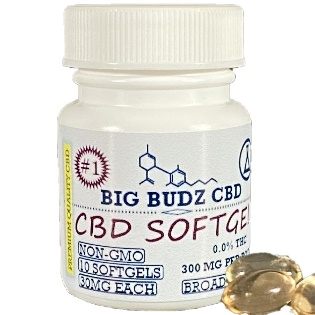 PREMIUM QUALITY CBD
#1
BIG BUDZ CBD
CBD SOFTGE
0.0% THC
NON-GMO
10 SOFTGELS
300 MG PER
30MG EACH
BROAD